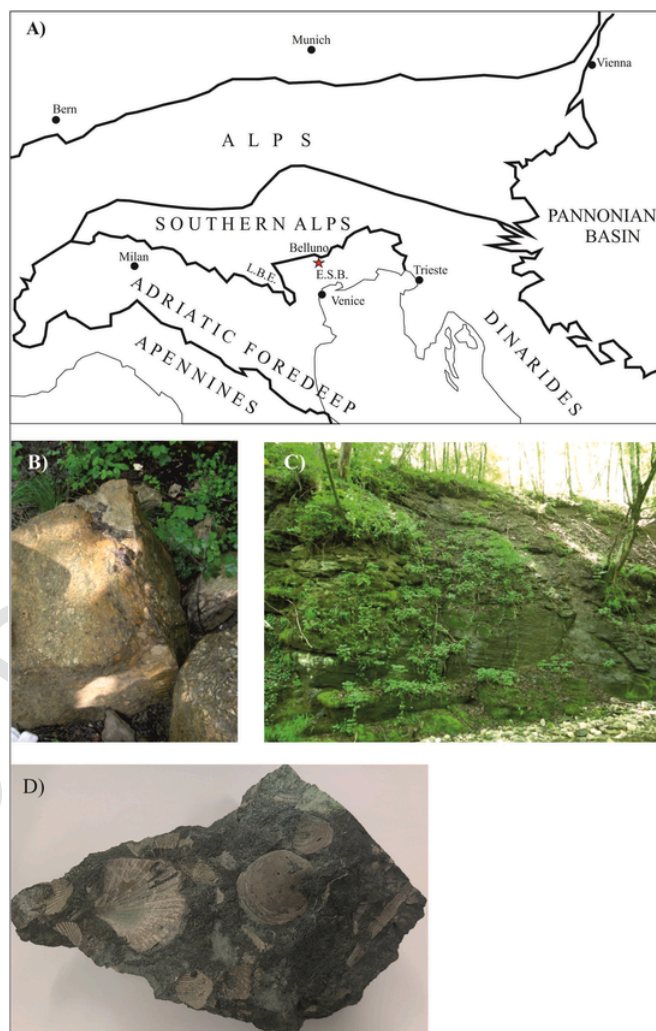 A)
Munich
Vienna
Bern
ALPS
PANNONIAN
BASIN
SOUTHERN ALPS
Belluno
Milan
L.B.E.
E.S.B.
Trieste
Venice
ADRIATIC FOREDEEP
APENNINES
DINARIDES
B)
C)
D)